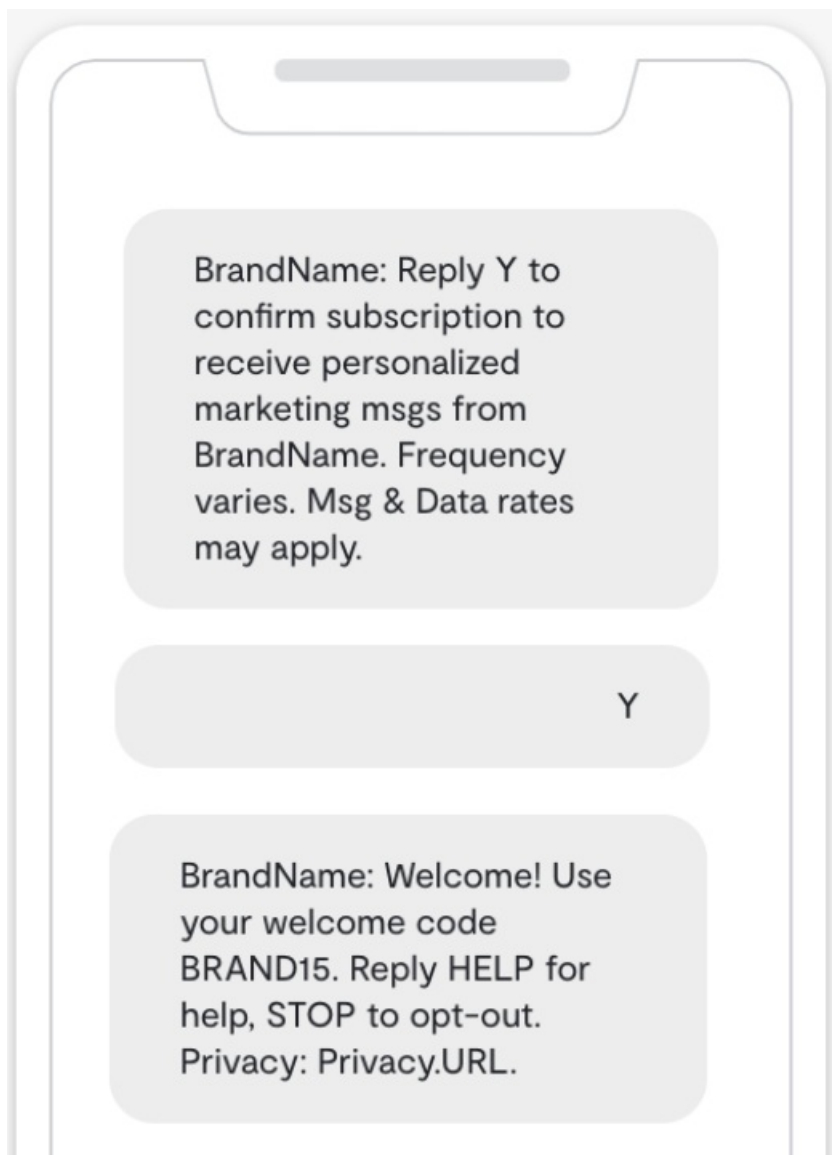 BrandName: Reply Y to
confirm subscription to
receive personalized
marketing msgs from
BrandName. Frequency
varies. Msg & Data rates
may apply.
Y
BrandName: Welcome! Use
your welcome code
BRAND15. Reply HELP for
help, STOP to opt-out.
Privacy: Privacy.URL.